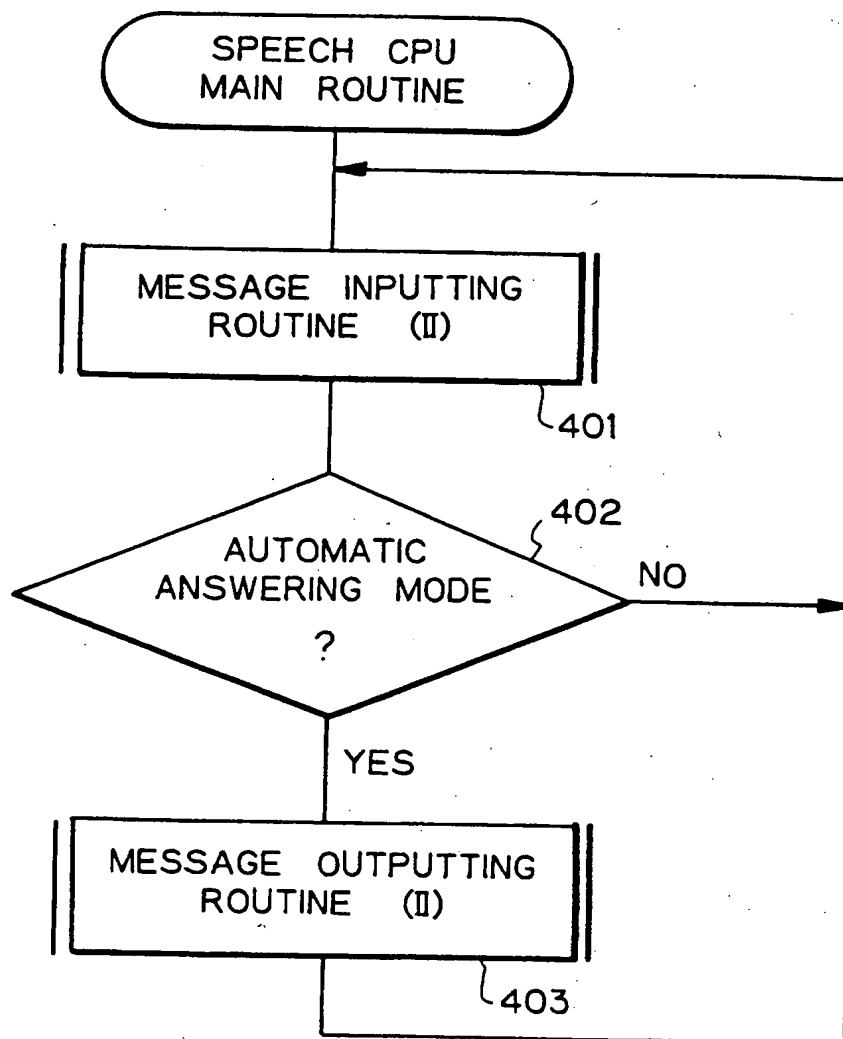 SPEECH CPU
MAIN ROUTINE
MESSAGE INPUTTING
ROUTINE (II)
401
402
AUTOMATIC
ANSWERING MODE
?
NO
YES
MESSAGE OUTPUTTING
ROUTINE (II)
403